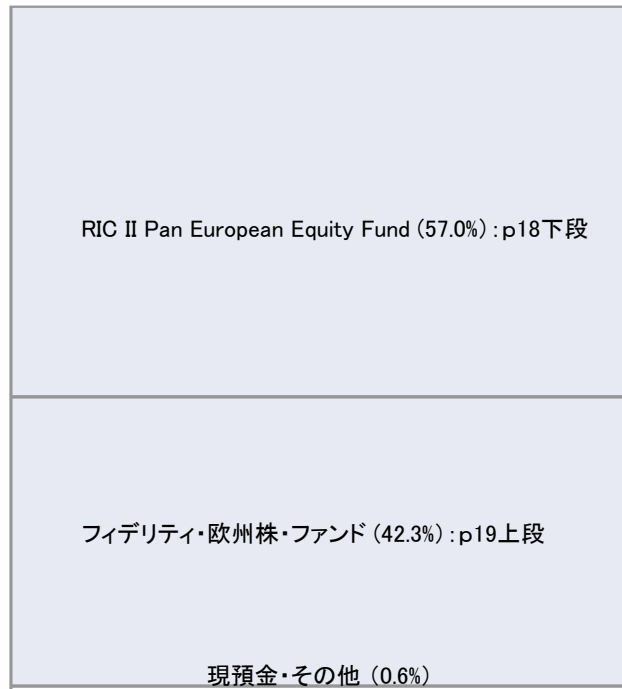 RIC II Pan European Equity Fund (57.0%):p18下段
フィデリティ・欧州株・ファンド (42.3%):p19上段
現預金・その他 (0.6%)